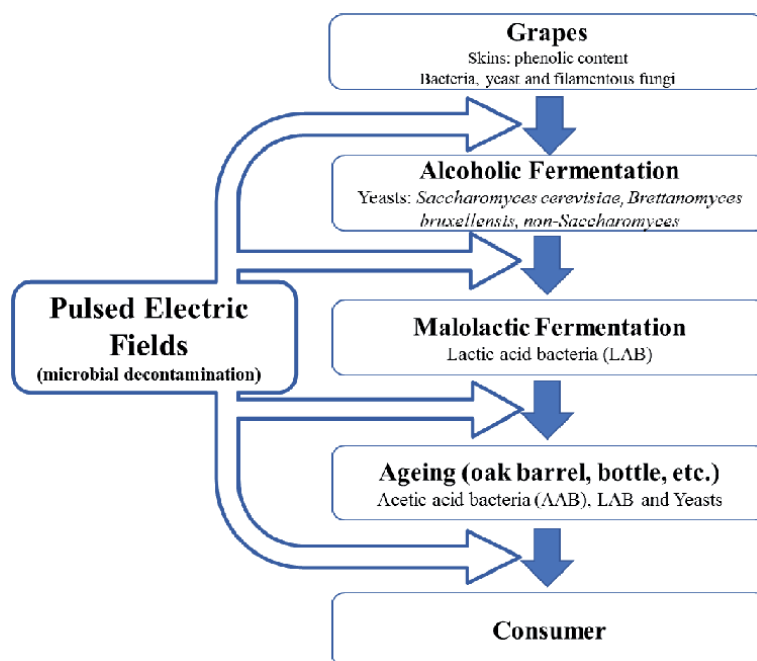 Grapes
Skins: phenolic content
Bacteria, yeast and filamentous fungi
Alcoholic Fermentation
Yeasts: Saccharomyces cerevisiae, Brettanomyces
bruxellensis, non-Saccharomyces
Pulsed Electric
Fields
(microbial decontamination)
Malolactic Fermentation
Lactic acid bacteria (LAB)
Ageing (oak barrel, bottle, etc.)
Acetic acid bacteria (AAB), LAB and Yeasts
Consumer